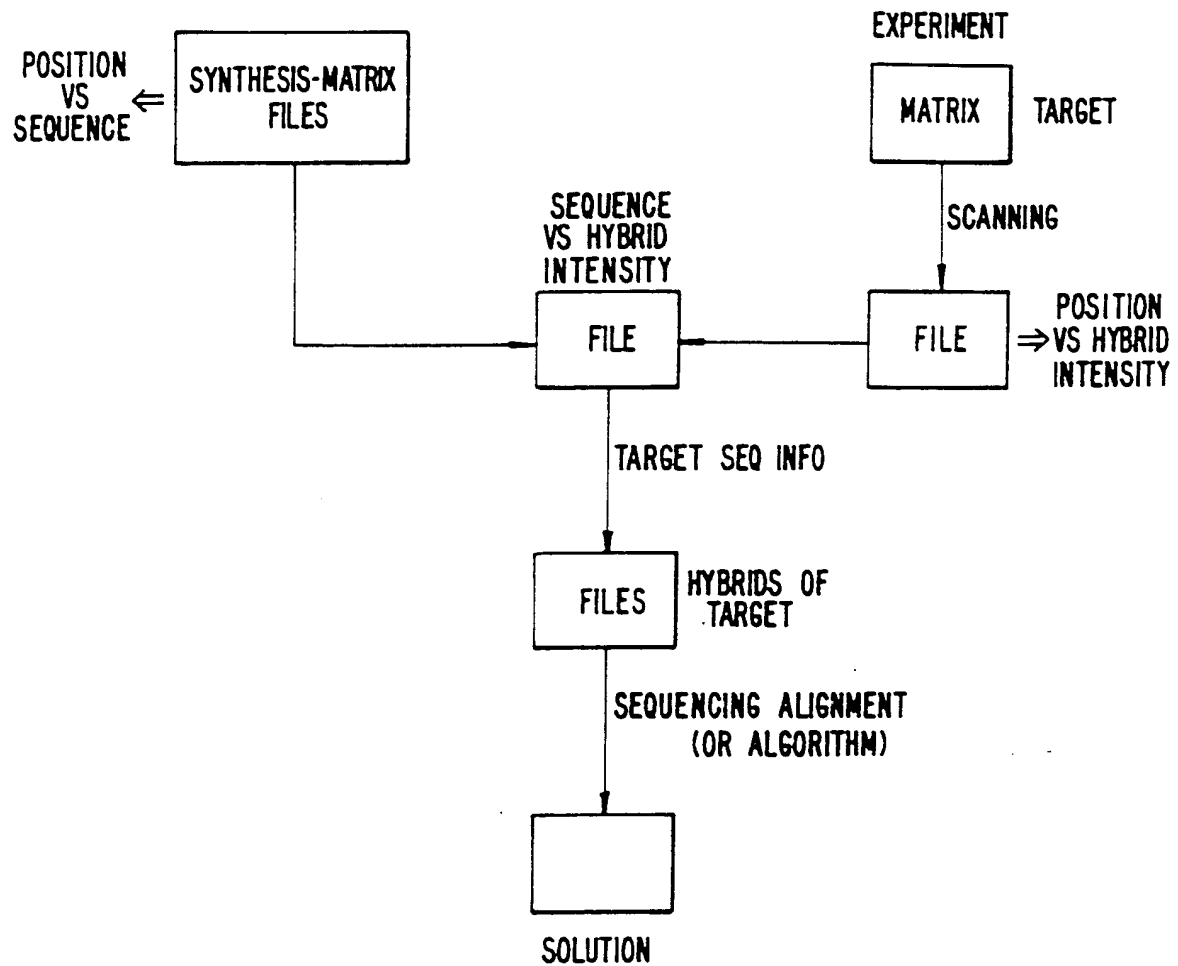 EXPERIMENT
POSITION
VS
SEQUENCE
⇐
SYNTHESIS-MATRIX
FILES
MATRIX
TARGET
SCANNING
SEQUENCE
VS HYBRID
INTENSITY
FILE
FILE
⇒
POSITION
VS HYBRID
INTENSITY
TARGET SEQ INFO
FILES
HYBRIDS OF
TARGET
SEQUENCING ALIGNMENT
(OR ALGORITHM)
SOLUTION